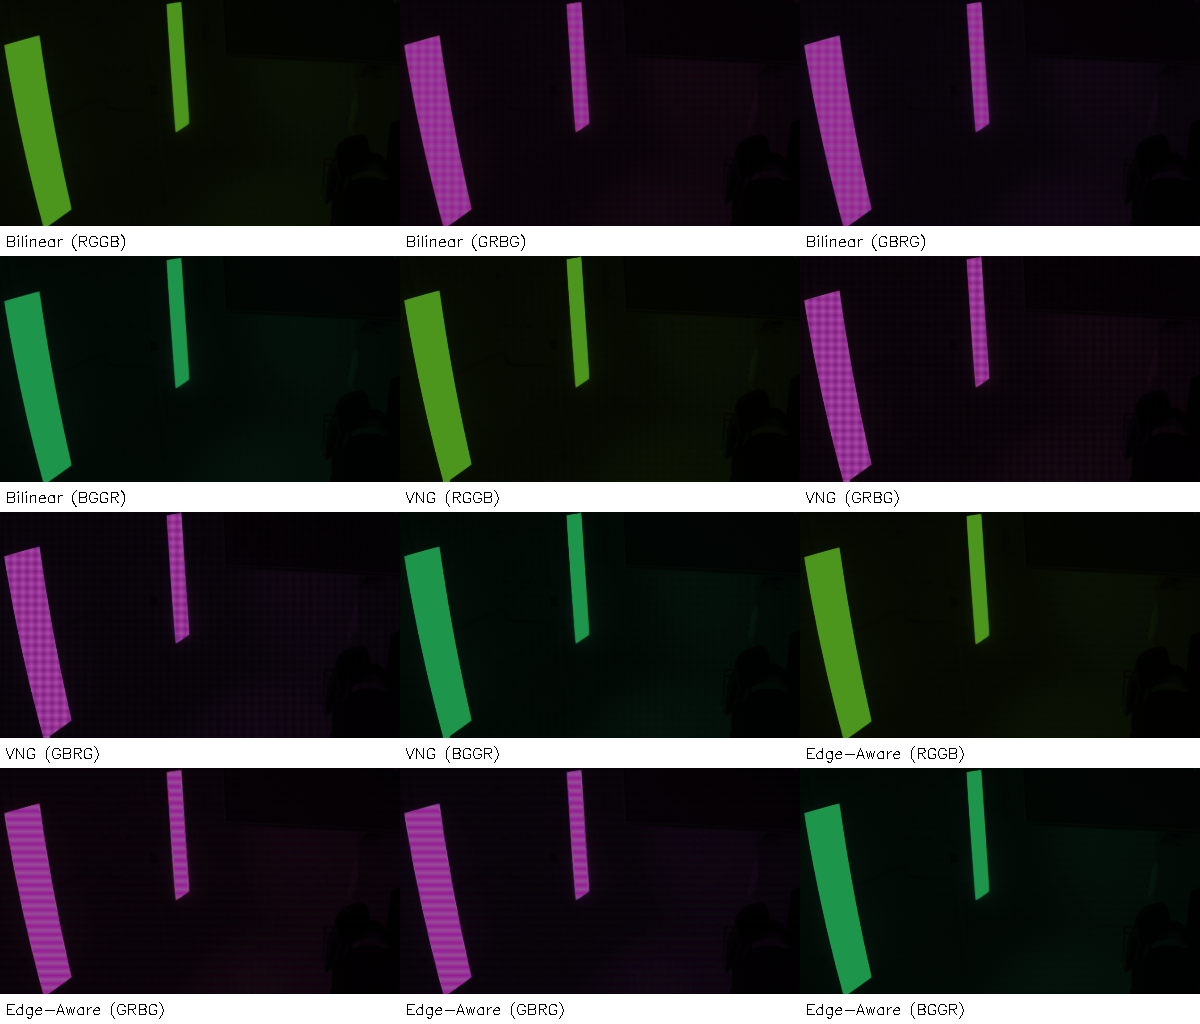 Bilinear (RGGB)
Bilinear (GRBG)
Bilinear (GBRG)
Bilinear (BGGR)
VNG (RGGB)
VNG (GRBG)
VNG (GBRG)
VNG (BGGR)
Edge-Aware (RGGB)
Edge-Aware (GRBG)
Edge-Aware (GBRG)
Edge-Aware (BGGR)